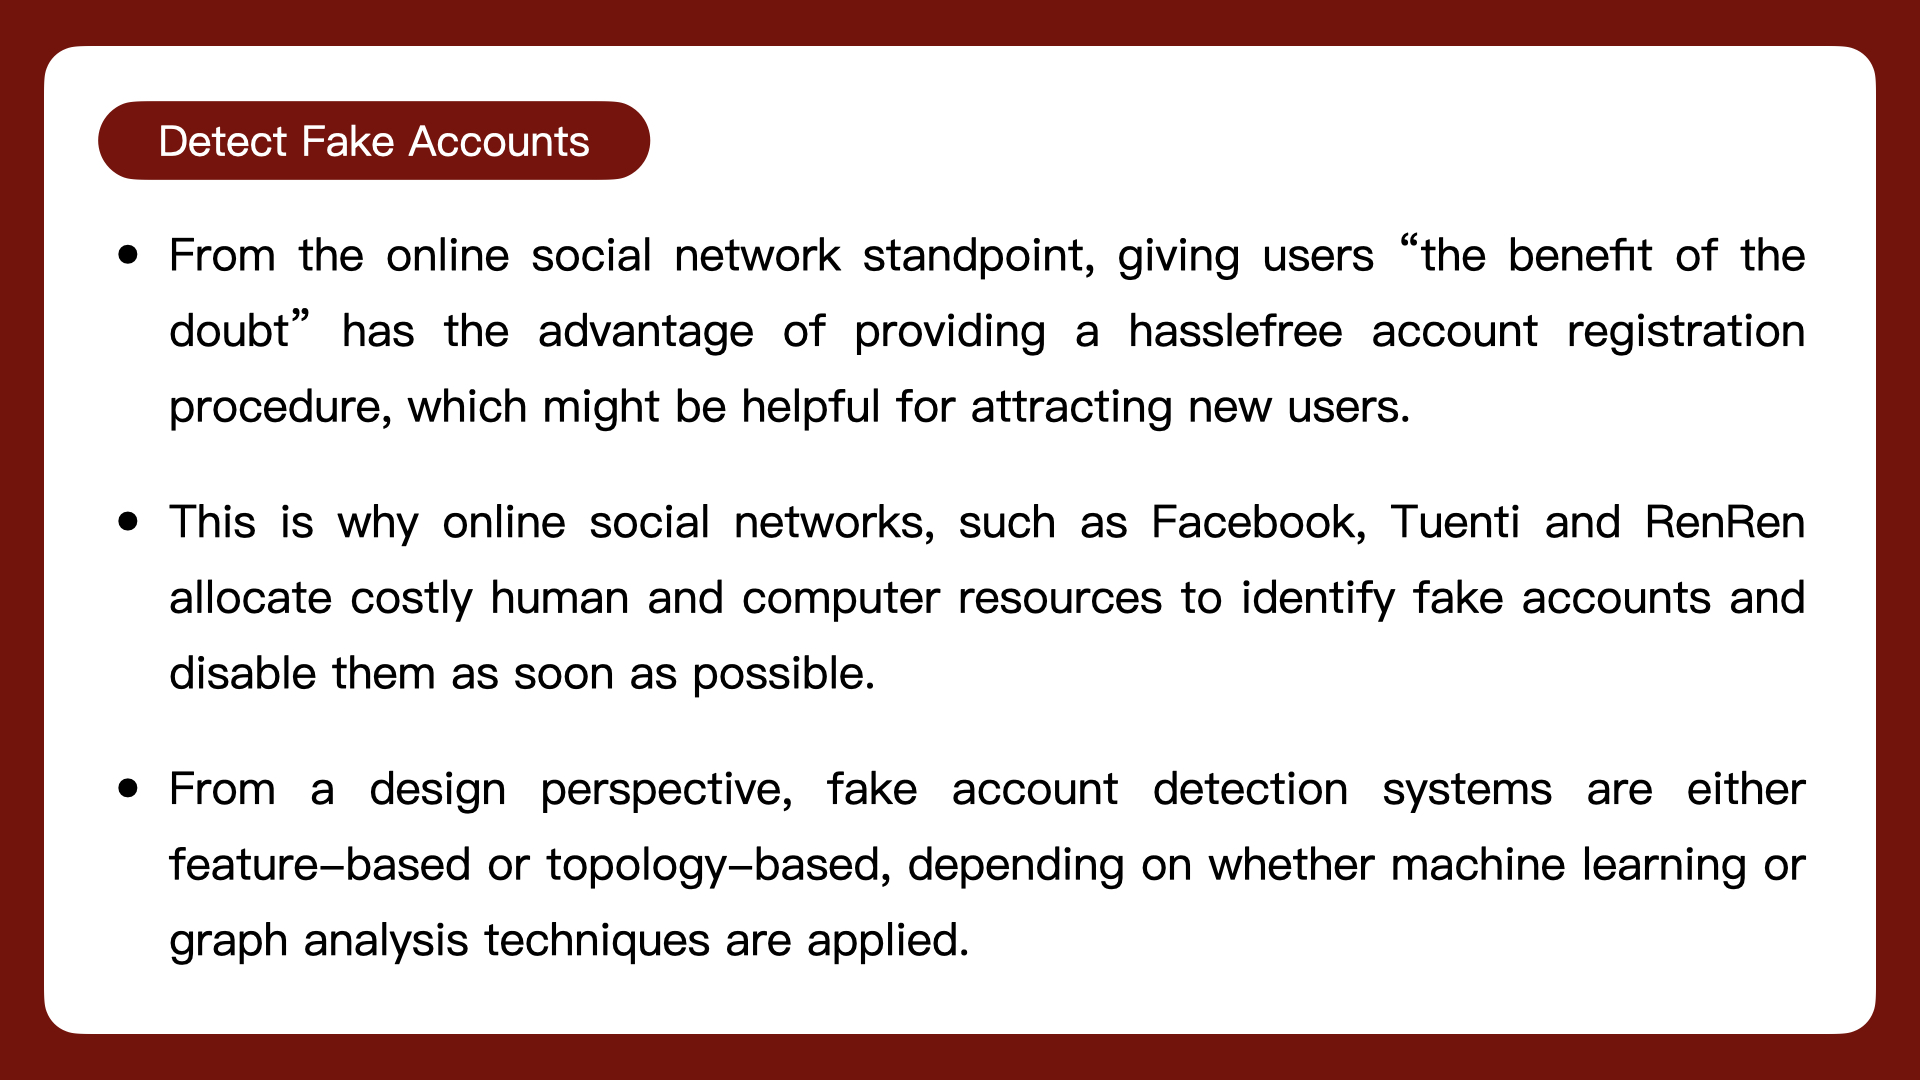 Detect Fake Accounts
• From the online social network standpoint, giving users “the benefit of the
doubt” has the advantage of providing a hasslefree account registration
procedure, which might be helpful for attracting new users.
• This is why online social networks, such as Facebook, Tuenti and RenRen
allocate costly human and computer resources to identify fake accounts and
disable them as soon as possible.
• From a design perspective, fake account detection systems are either
feature–based or topology–based, depending on whether machine learning or
graph analysis techniques are applied.